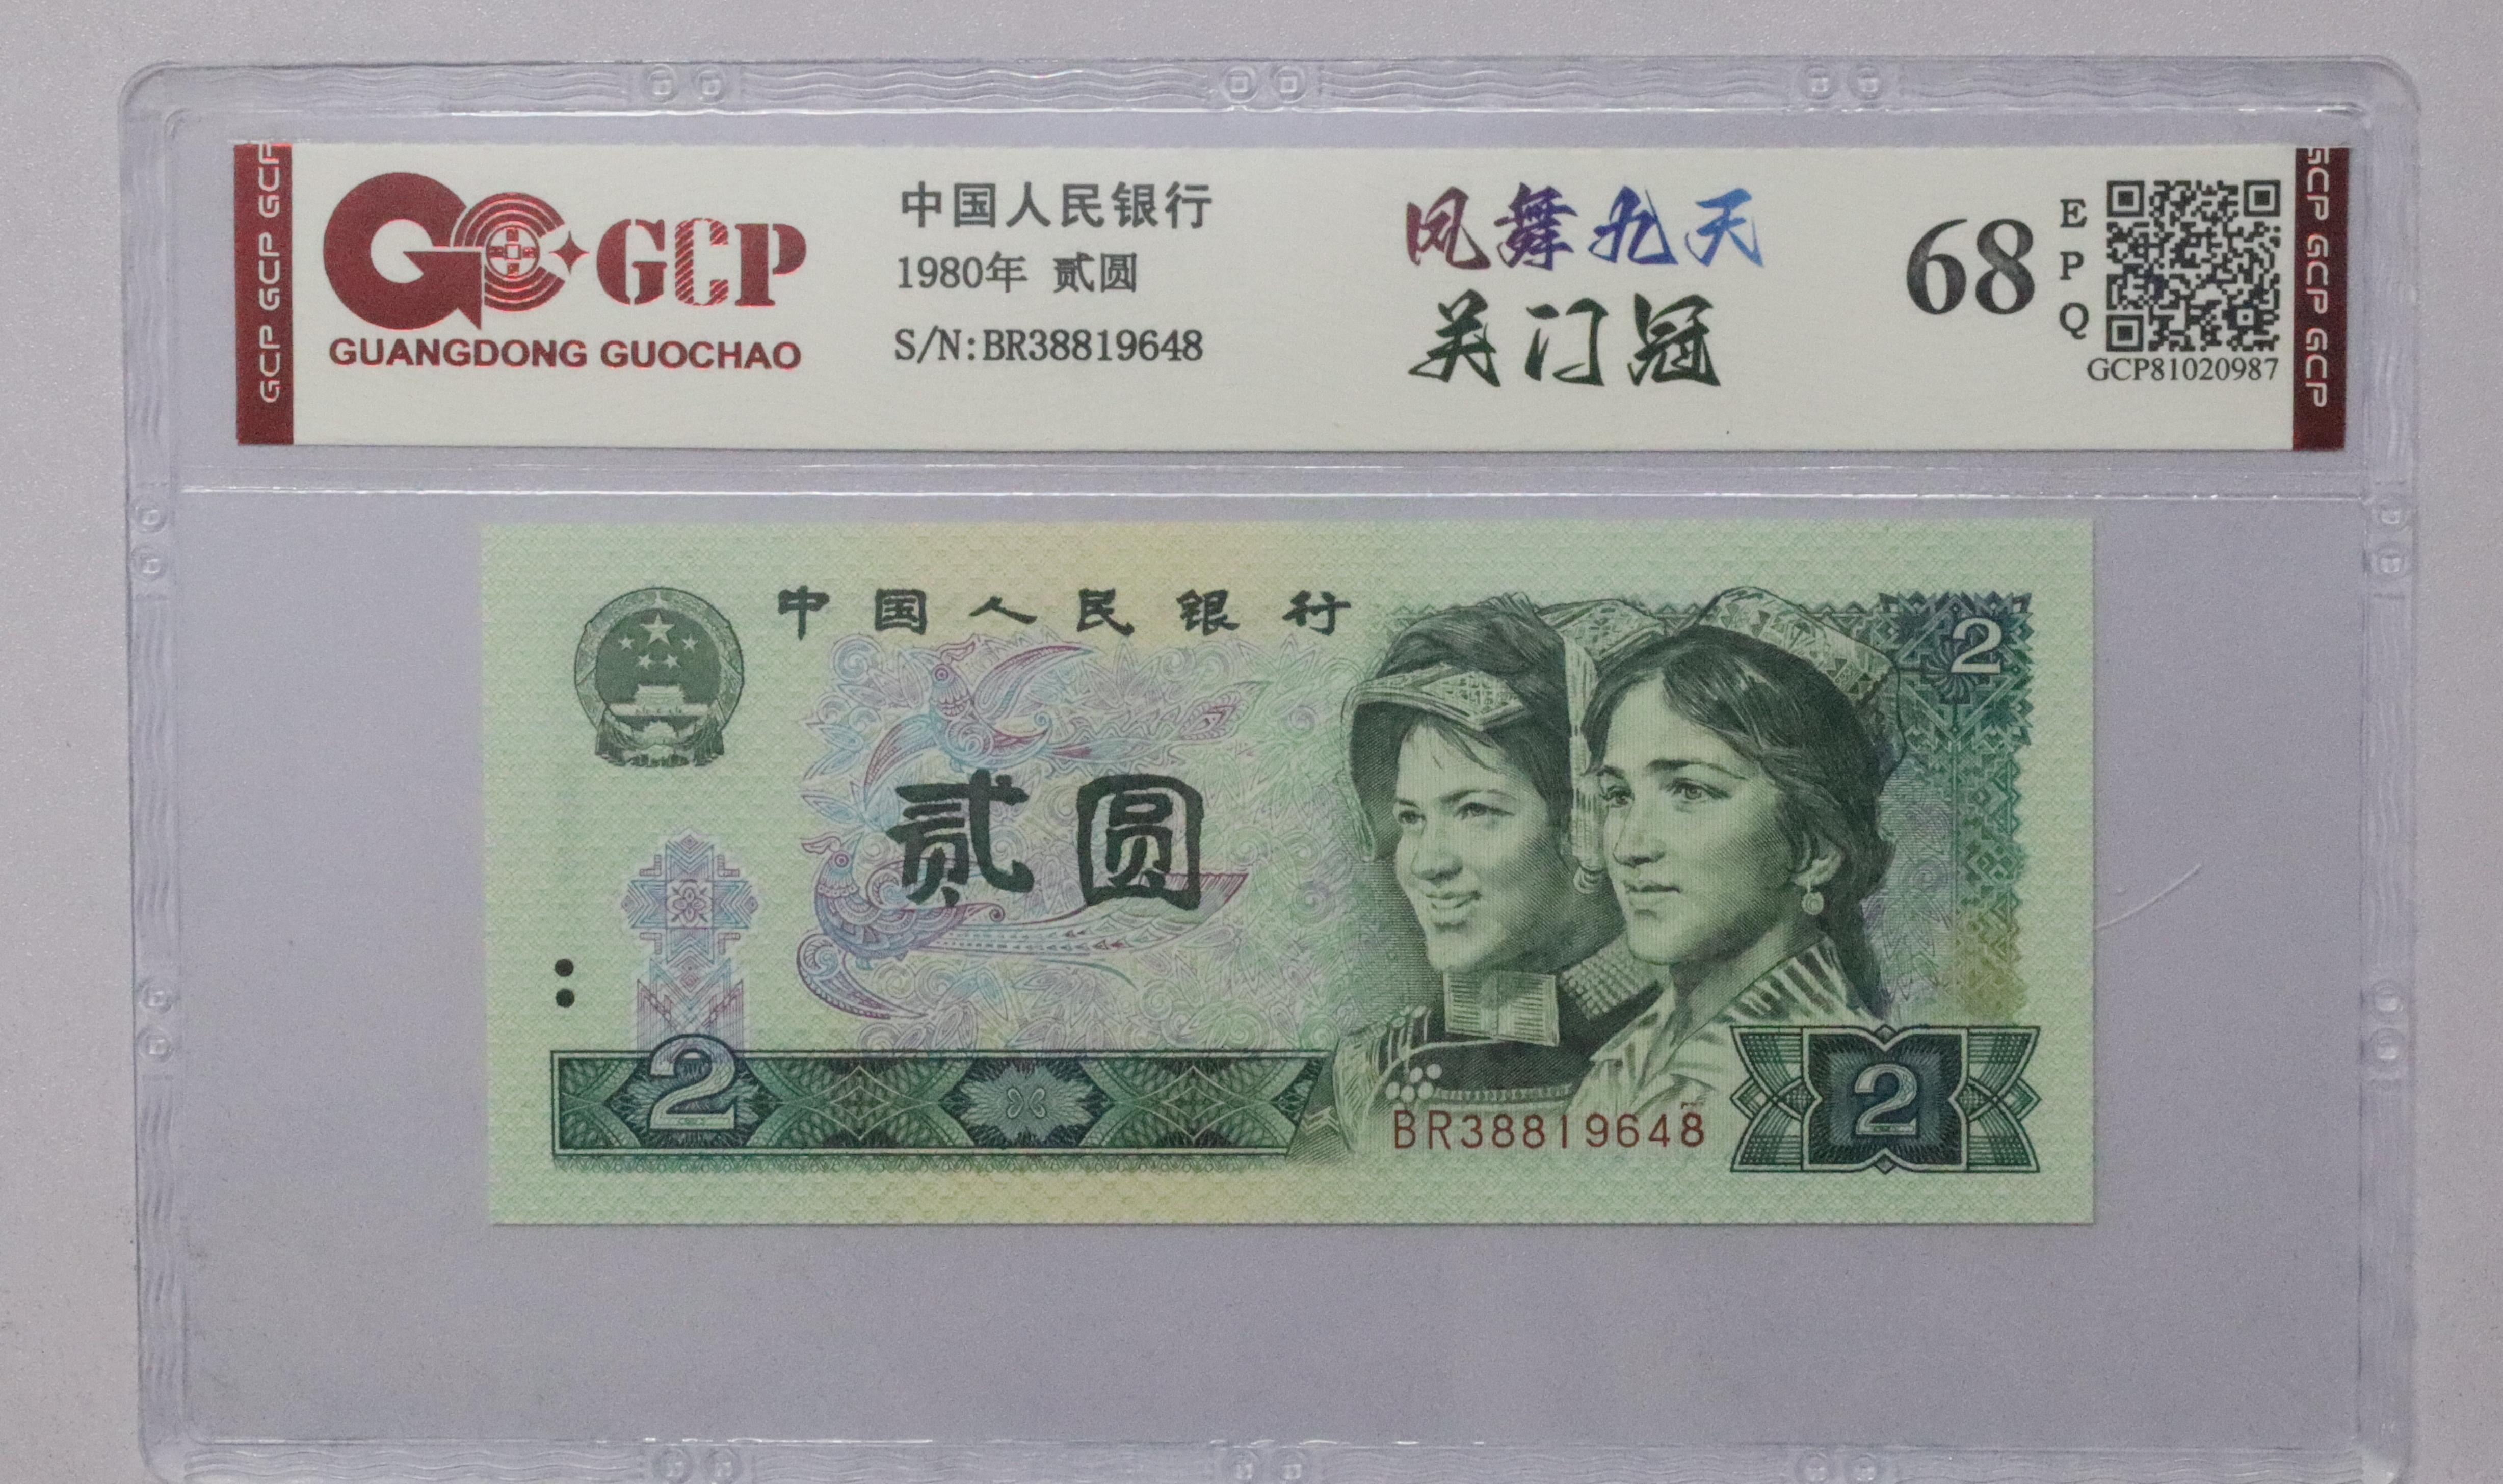 GCP GCP GCP
GCP
GUANGDONG GUOCHAO
中国人民银行
1980年 贰圆
S/N:BR38819648
凤舞九天
关门冠
68
E
P
Q
GCP81020987
GCP GCP GCP
中国人民银行
2
贰圆
2
BR38819648
2